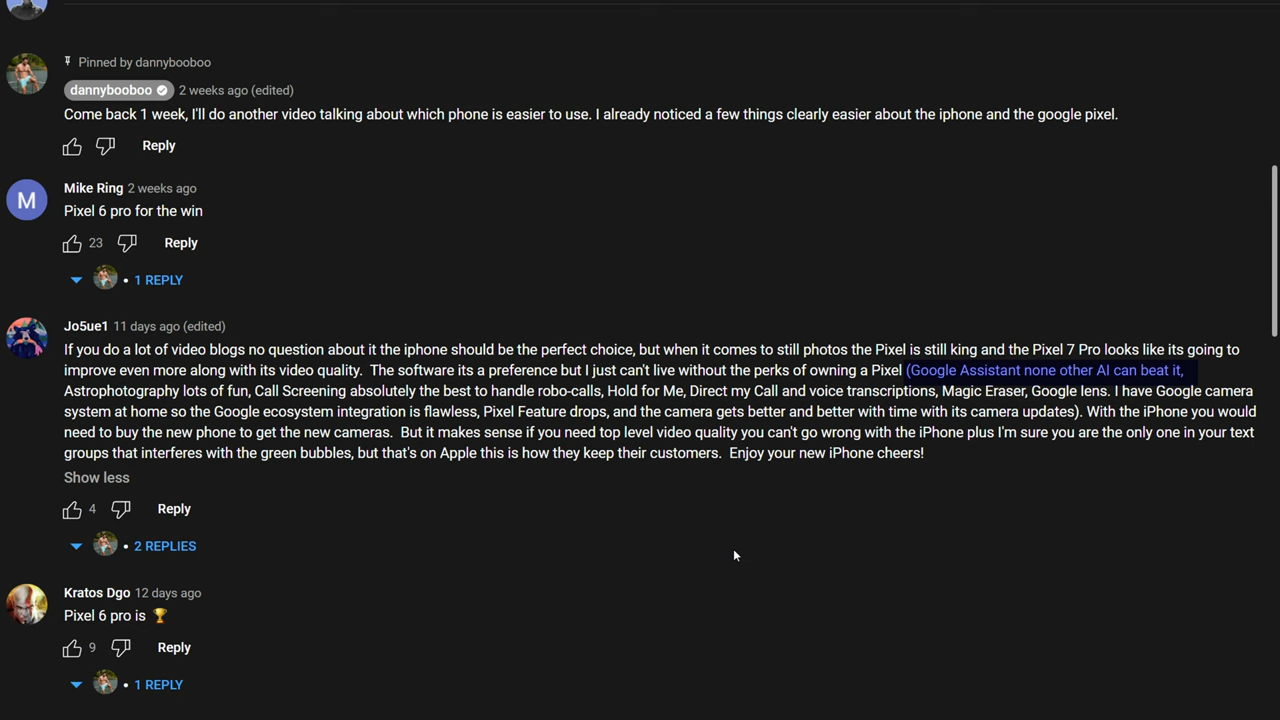 Pinned by dannybooboo
dannybooboo 2 weeks ago (edited)
Come back 1 week, I'll do another video talking about which phone is easier to use. I already noticed a few things clearly easier about the iphone and the google pixel.
Reply
M
Mike Ring 2 weeks ago
Pixel 6 pro for the win
23 Reply
• 1 REPLY
Jo5ue1 11 days ago (edited)
If you do a lot of video blogs no question about it the iphone should be the perfect choice, but when it comes to still photos the Pixel is still king and the Pixel 7 Pro looks like its going to
improve even more along with its video quality.  The software its a preference but I just can't live without the perks of owning a Pixel (Google Assistant none other AI can beat it,
Astrophotography lots of fun, Call Screening absolutely the best to handle robo-calls, Hold for Me, Direct my Call and voice transcriptions, Magic Eraser, Google lens. I have Google camera
system at home so the Google ecosystem integration is flawless, Pixel Feature drops, and the camera gets better and better with time with its camera updates). With the iPhone you would
need to buy the new phone to get the new cameras.  But it makes sense if you need top level video quality you can't go wrong with the iPhone plus I'm sure you are the only one in your text
groups that interferes with the green bubbles, but that's on Apple this is how they keep their customers.  Enjoy your new iPhone cheers!
Show less
4 Reply
• 2 REPLIES
Kratos Dgo 12 days ago
Pixel 6 pro is 🏆
9 Reply
• 1 REPLY